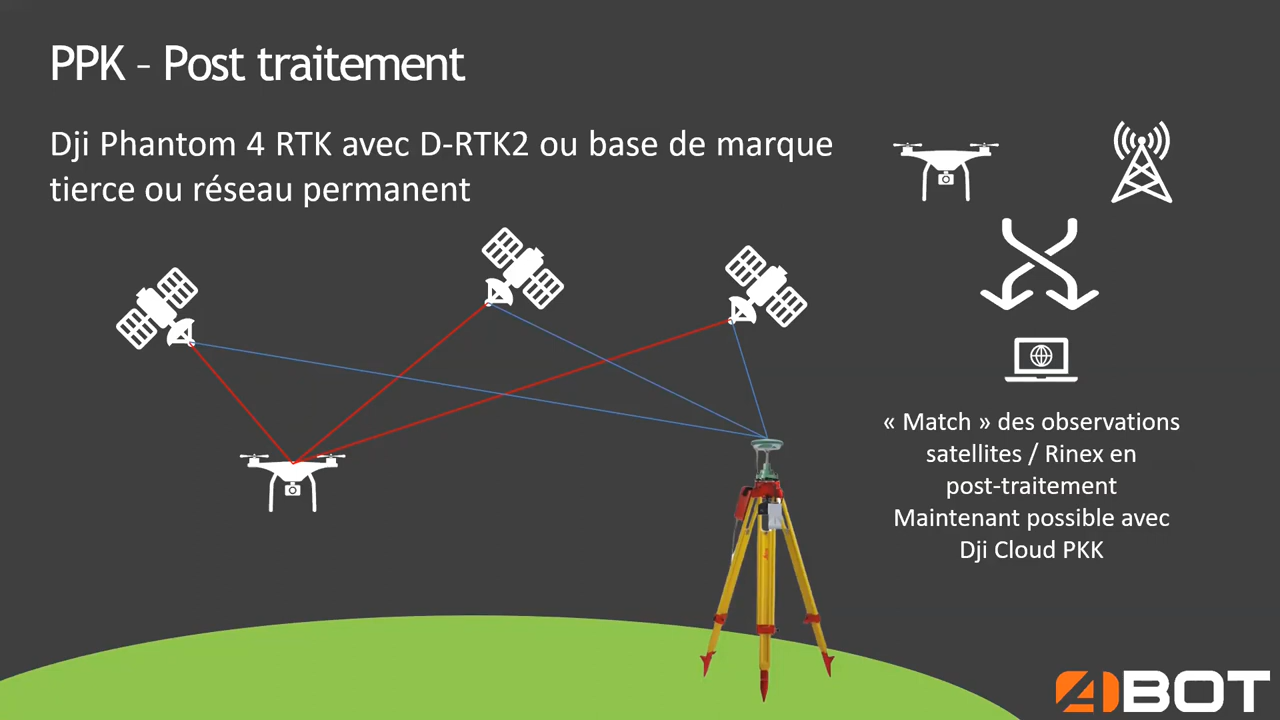 PPK - Post traitement
Dji Phantom 4 RTK avec D-RTK2 ou base de marque
tierce ou réseau permanent
« Match » des observations
satellites / Rinex en
post-traitement
Maintenant possible avec
Dji Cloud PKK
ABOT